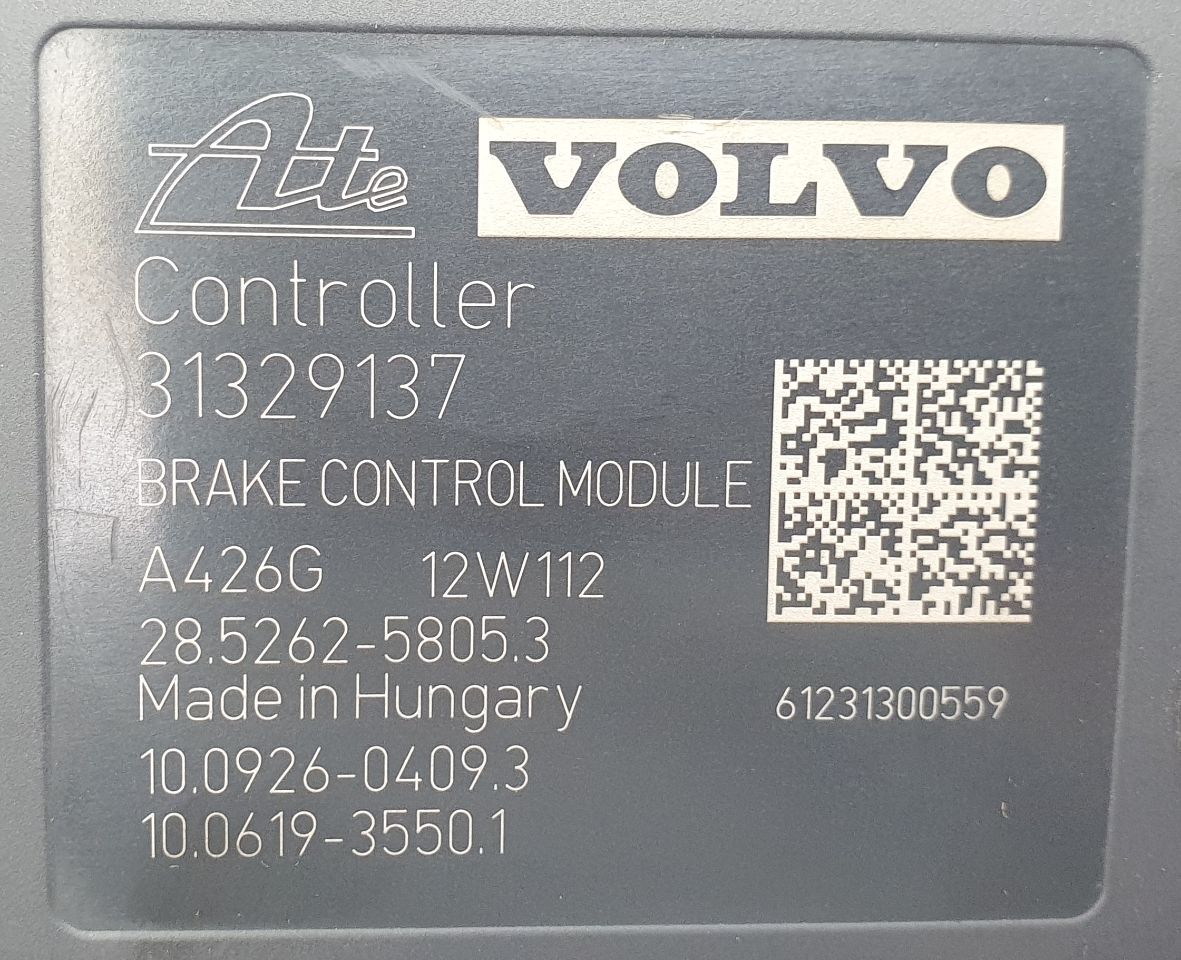 Ate VOLVO
Controller
31329137
BRAKE CONTROL MODULE
A426G 12W112
28.5262-5805.3
Made in Hungary
61231300559
10.0926-0409.3
10.0619-3550.1